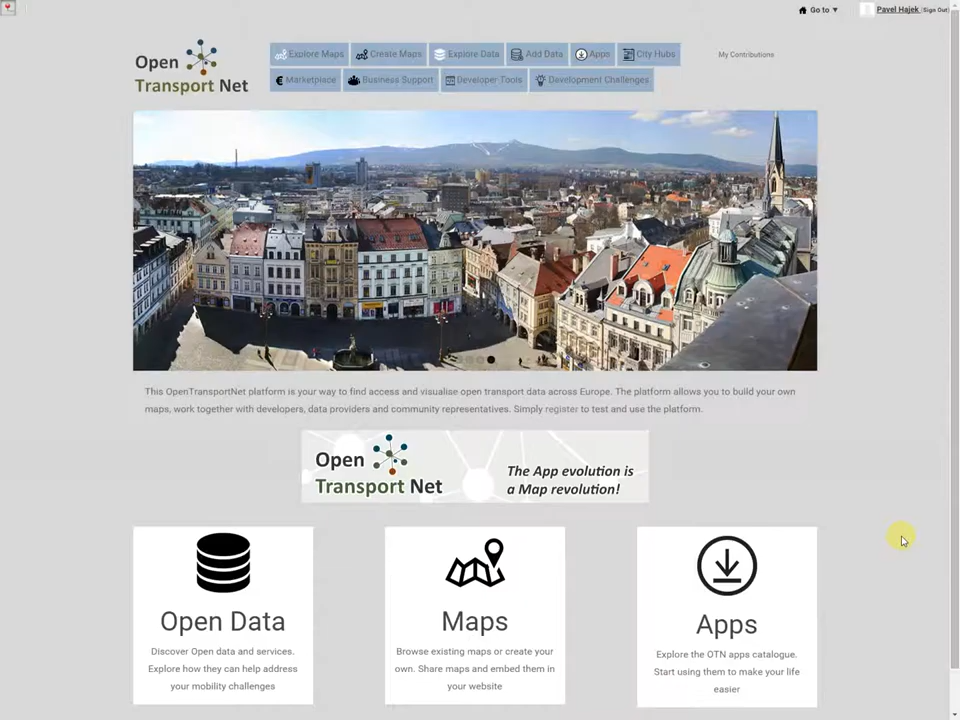 Go to ▼
Pavel Hajek (Sign Out)
Open
Transport Net
Explore Maps
Create Maps
Explore Data
Add Data
Apps
City Hubs
My Contributions
Marketplace
Business Support
Developer Tools
Development Challenges
This OpenTransportNet platform is your way to find access and visualise open transport data across Europe. The platform allows you to build your own
maps, work together with developers, data providers and community representatives. Simply register to test and use the platform.
Open
Transport Net
The App evolution is
a Map revolution!
Open Data
Discover Open data and services.
Explore how they can help address
your mobility challenges
Maps
Browse existing maps or create your
own. Share maps and embed them in
your website
Apps
Explore the OTN apps catalogue.
Start using them to make your life
easier